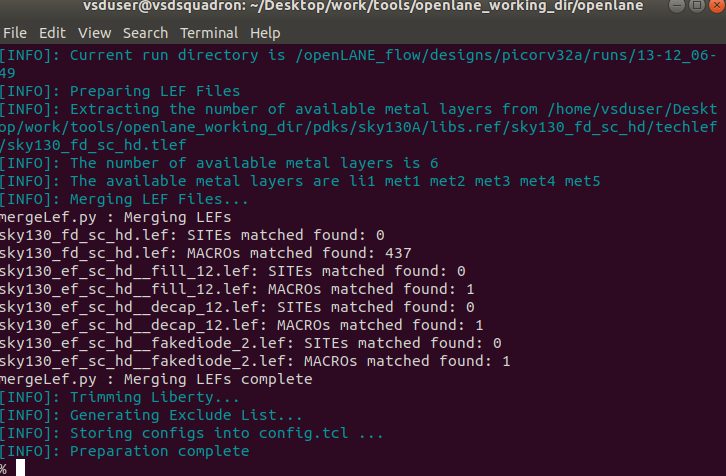 vsduser@vsdsquadron: ~/Desktop/work/tools/openlane_working_dir/openlane
File Edit View Search Terminal Help
[INFO]: Current run directory is /openLANE_flow/designs/picorv32a/runs/13-12_06-
49
[INFO]: Preparing LEF Files
[INFO]: Extracting the number of available metal layers from /home/vsduser/Deskt
op/work/tools/openlane_working_dir/pdks/sky130A/libs.ref/sky130_fd_sc_hd/techlef
/sky130_fd_sc_hd.tlef
[INFO]: The number of available metal layers is 6
[INFO]: The available metal layers are li1 met1 met2 met3 met4 met5
[INFO]: Merging LEF Files...
mergeLef.py : Merging LEFs
sky130_fd_sc_hd.lef: SITEs matched found: 0
sky130_fd_sc_hd.lef: MACROs matched found: 437
sky130_ef_sc_hd__fill_12.lef: SITEs matched found: 0
sky130_ef_sc_hd__fill_12.lef: MACROs matched found: 1
sky130_ef_sc_hd__decap_12.lef: SITEs matched found: 0
sky130_ef_sc_hd__decap_12.lef: MACROs matched found: 1
sky130_ef_sc_hd__fakediode_2.lef: SITEs matched found: 0
sky130_ef_sc_hd__fakediode_2.lef: MACROs matched found: 1
mergeLef.py : Merging LEFs complete
[INFO]: Trimming Liberty...
[INFO]: Generating Exclude List...
[INFO]: Storing configs into config.tcl ...
[INFO]: Preparation complete
%